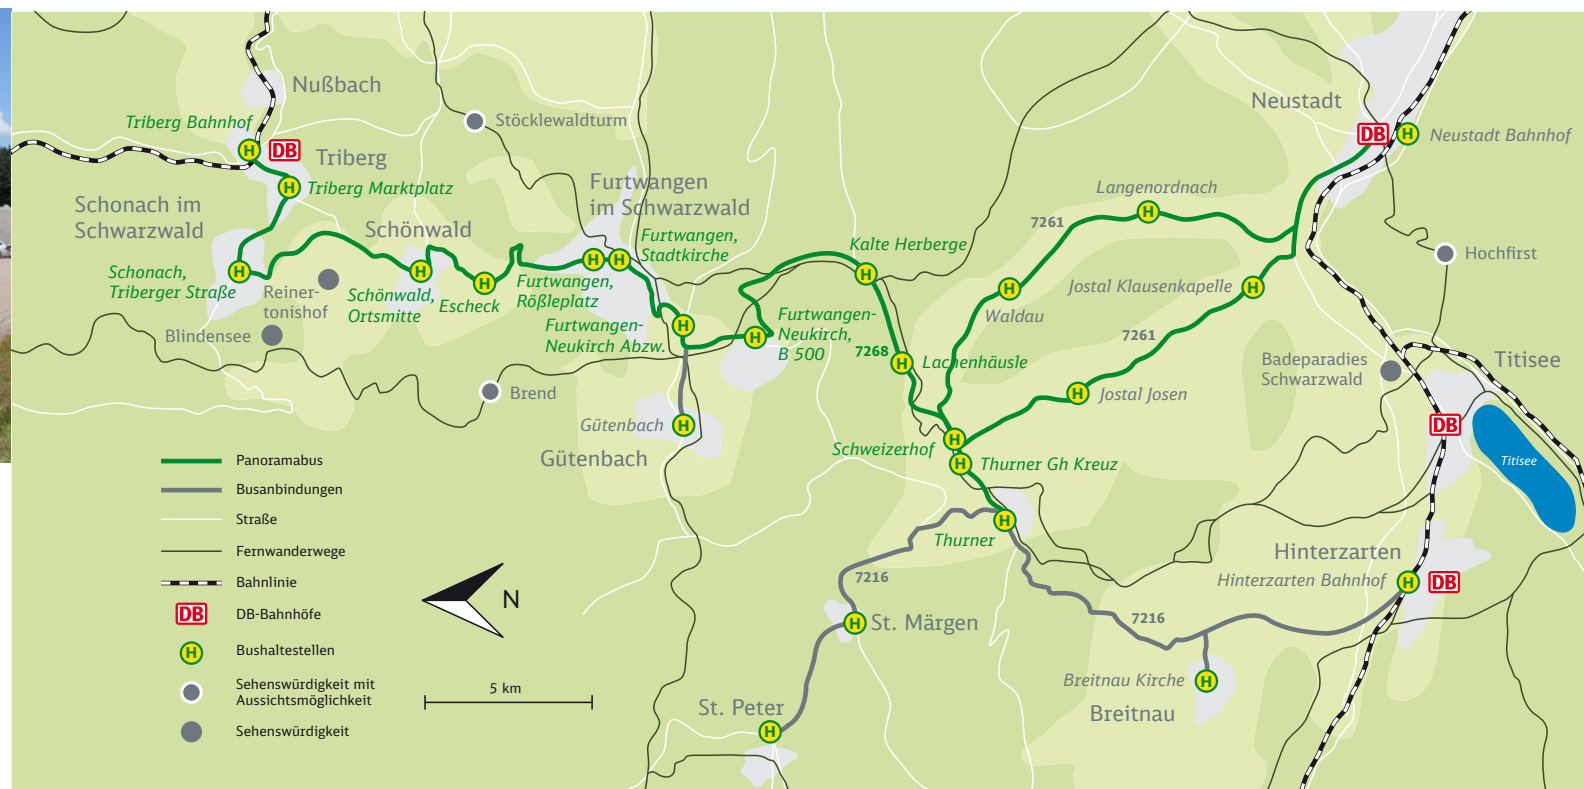 Nußbach
Triberg Bahnhof
H
DB
Triberg
H
Triberg Marktplatz
Schonach im
Schwarzwald
Schonach,
Triberger Straße
H
Reiner-
tonishof
Blindensee
Schönwald
H
Schönwald,
Ortsmitte
H
Escheck
Stöcklewaldturm
Furtwangen
im Schwarzwald
H
H
Furtwangen,
Stadtkirche
Furtwangen,
Rößleplatz
Furtwangen-
Neukirch Abzw.
H
H
Furtwangen-
Neukirch,
B 500
Brend
Gütenbach
H
Gütenbach
Kalte Herberge
H
7268
H
Lachenhäusle
Neustadt
DB
H
Neustadt Bahnhof
Langenordnach
H
7261
H
Waldau
Jostal Klausenkapelle
H
7261
H
Jostal Josen
Hochfirst
Badeparadies
Schwarzwald
Titisee
DB
Titisee
Schweizerhof
H
H
Thurner Gh Kreuz
H
Thurner
7216
H
St. Märgen
St. Peter
H
7216
Breitnau Kirche
H
Breitnau
Hinterzarten
Hinterzarten Bahnhof
H
DB
Panoramabus
Busanbindungen
Straße
Fernwanderwege
Bahnlinie
DB
DB-Bahnhöfe
H
Bushaltestellen
Sehenswürdigkeit mit
Aussichtsmöglichkeit
Sehenswürdigkeit
N
5 km